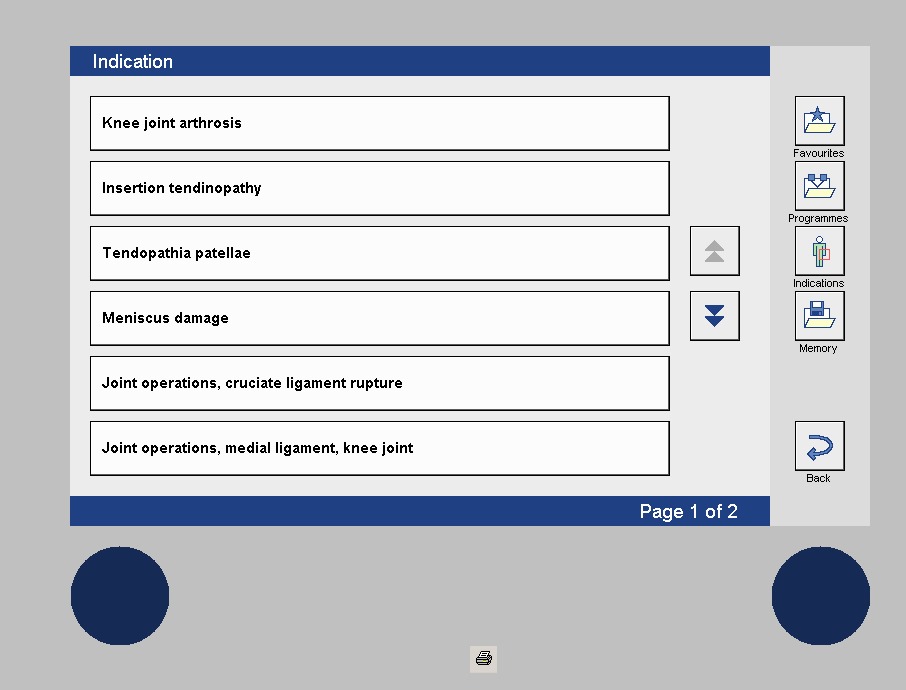 Indication
Knee joint arthrosis
Insertion tendinopathy
Tendopathia patellae
Meniscus damage
Joint operations, cruciate ligament rupture
Joint operations, medial ligament, knee joint
Page 1 of 2
Favourites
Programmes
Indications
Memory
Back